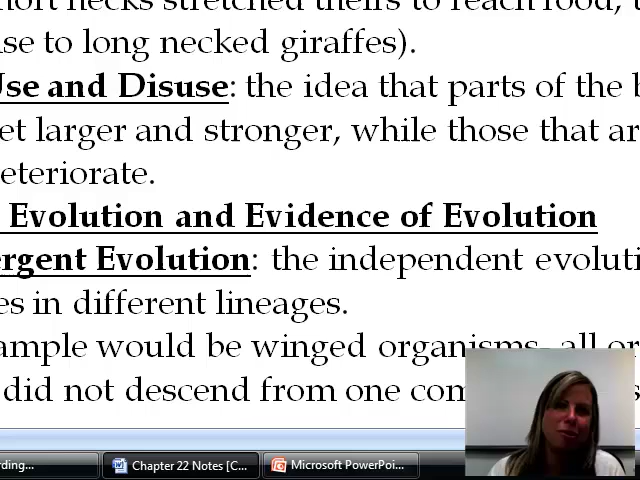 short necks stretched theirs to reach food,
se to long necked giraffes).
Use and Disuse: the idea that parts of the b
et larger and stronger, while those that ar
eteriorate.
Evolution and Evidence of Evolution
ergent Evolution: the independent evoluti
es in different lineages.
ample would be winged organisms- all or
did not descend from one com
rding...
Chapter 22 Notes [C...
Microsoft PowerPoi...